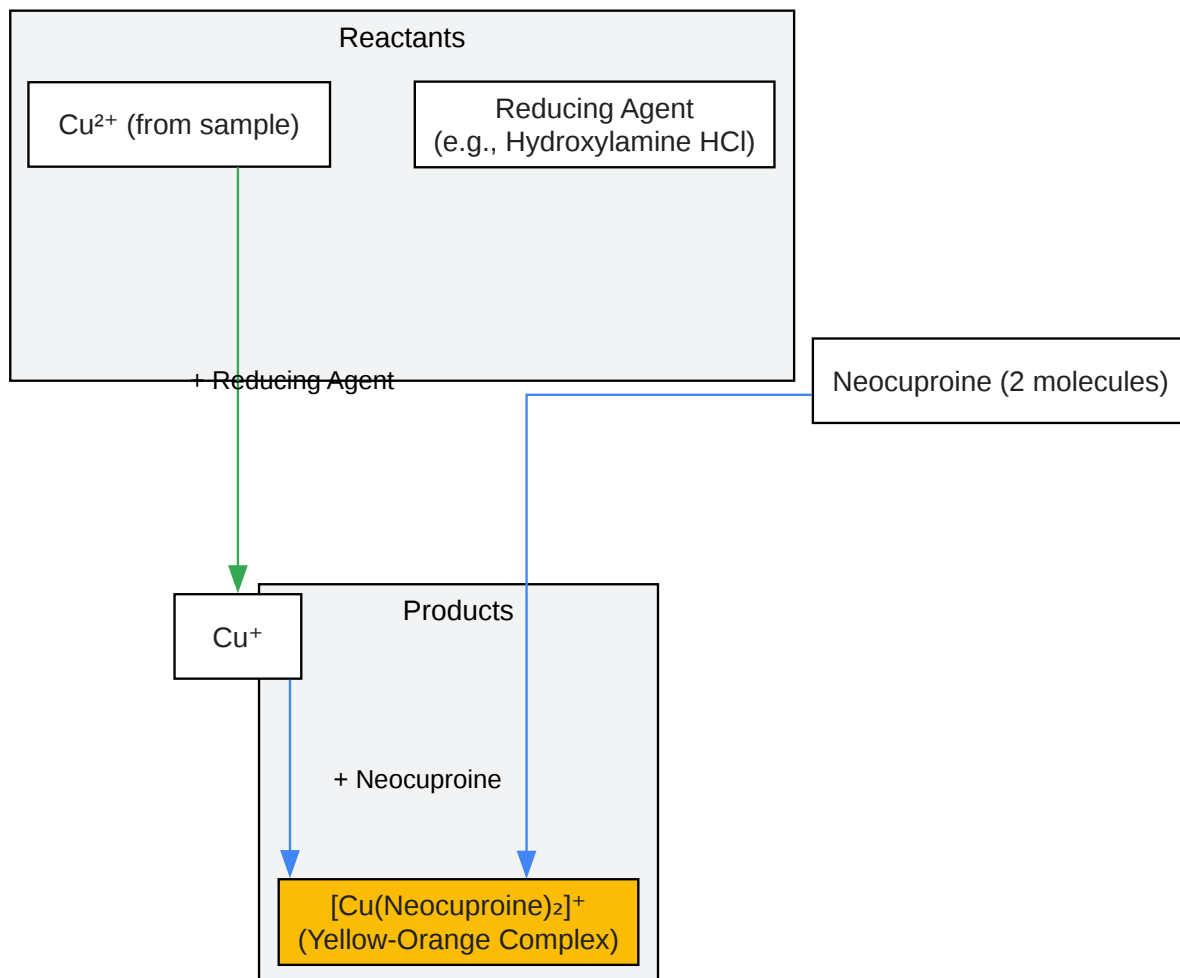 Reactants
Cu²⁺ (from sample)
Reducing Agent
(e.g., Hydroxylamine HCl)
+ Reducing Agent
Neocuproine (2 molecules)
Products
Cu⁺
+ Neocuproine
[Cu(Neocuproine)₂]⁺
(Yellow-Orange Complex)